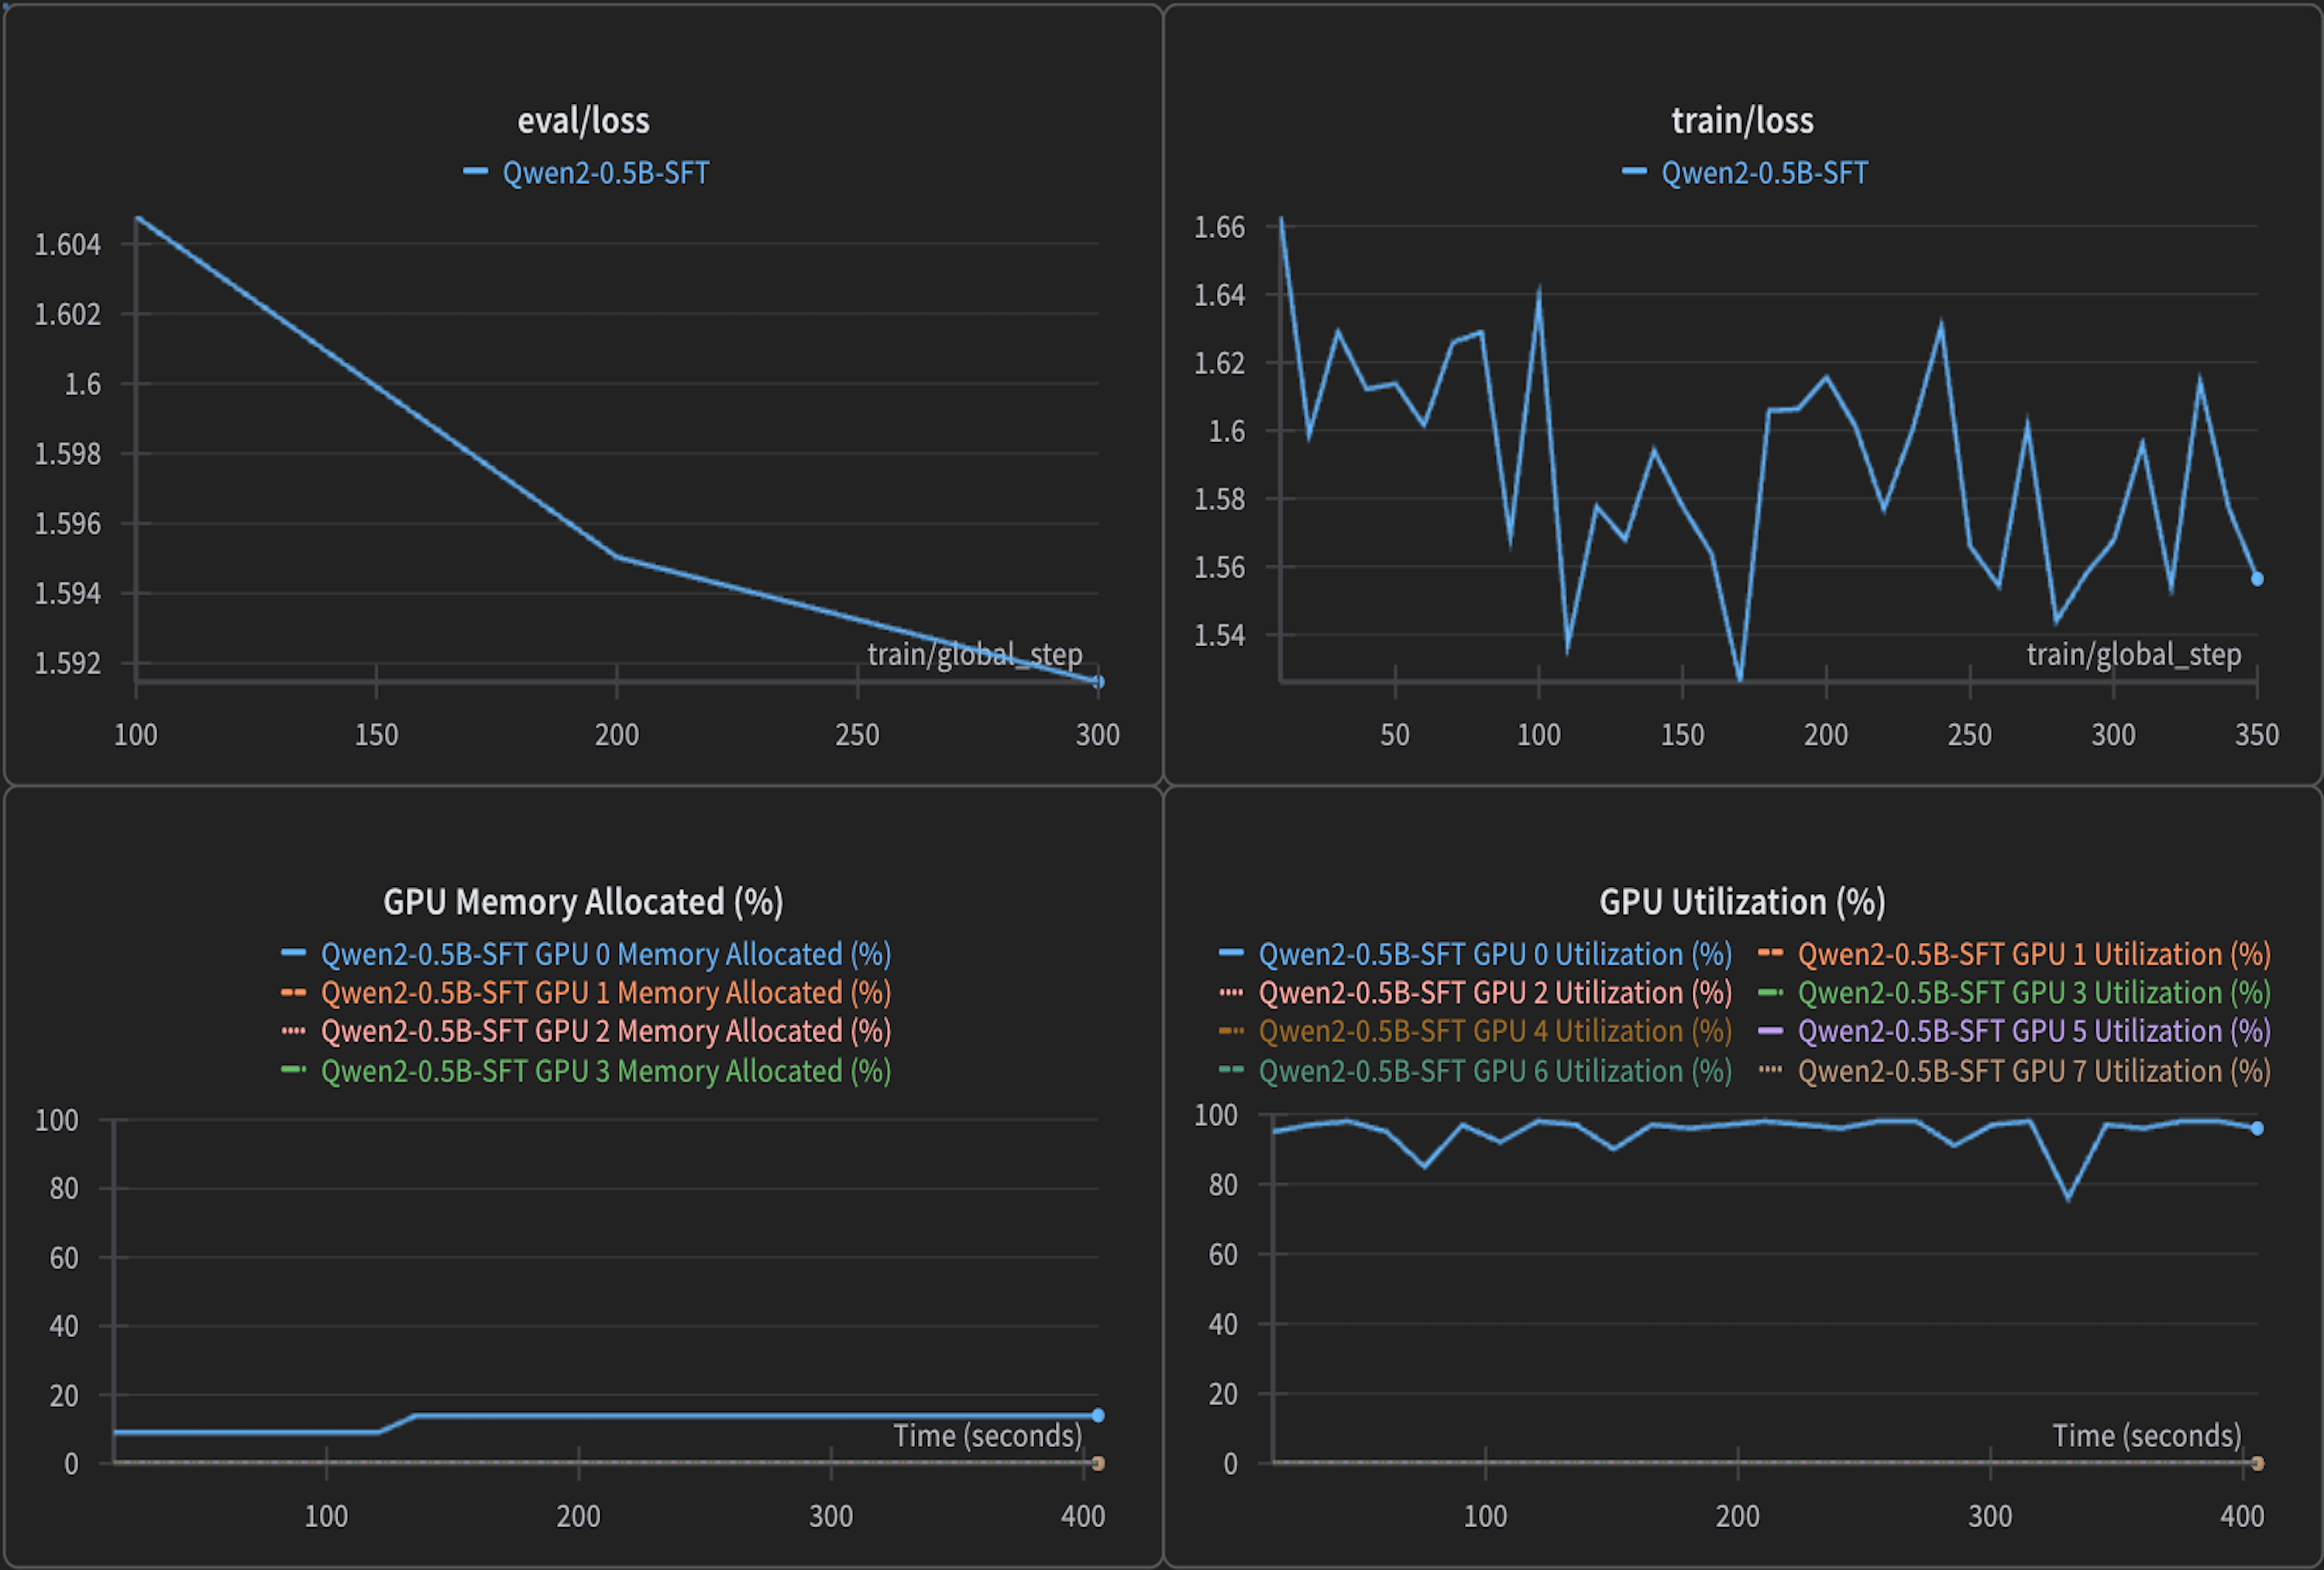 eval/loss
Qwen2-0.5B-SFT
1.604
1.602
1.6
1.598
1.596
1.594
1.592
train/global_step
100 150 200 250 300
train/loss
Qwen2-0.5B-SFT
1.66
1.64
1.62
1.6
1.58
1.56
1.54
train/global_step
50 100 150 200 250 300 350
GPU Memory Allocated (%)
Qwen2-0.5B-SFT GPU 0 Memory Allocated (%)
Qwen2-0.5B-SFT GPU 1 Memory Allocated (%)
Qwen2-0.5B-SFT GPU 2 Memory Allocated (%)
Qwen2-0.5B-SFT GPU 3 Memory Allocated (%)
100
80
60
40
20
Time (seconds)
0
100 200 300 400
GPU Utilization (%)
Qwen2-0.5B-SFT GPU 0 Utilization (%) Qwen2-0.5B-SFT GPU 1 Utilization (%)
Qwen2-0.5B-SFT GPU 2 Utilization (%) Qwen2-0.5B-SFT GPU 3 Utilization (%)
Qwen2-0.5B-SFT GPU 4 Utilization (%) Qwen2-0.5B-SFT GPU 5 Utilization (%)
Qwen2-0.5B-SFT GPU 6 Utilization (%) Qwen2-0.5B-SFT GPU 7 Utilization (%)
100
80
60
40
20
Time (seconds)
0
100 200 300 400